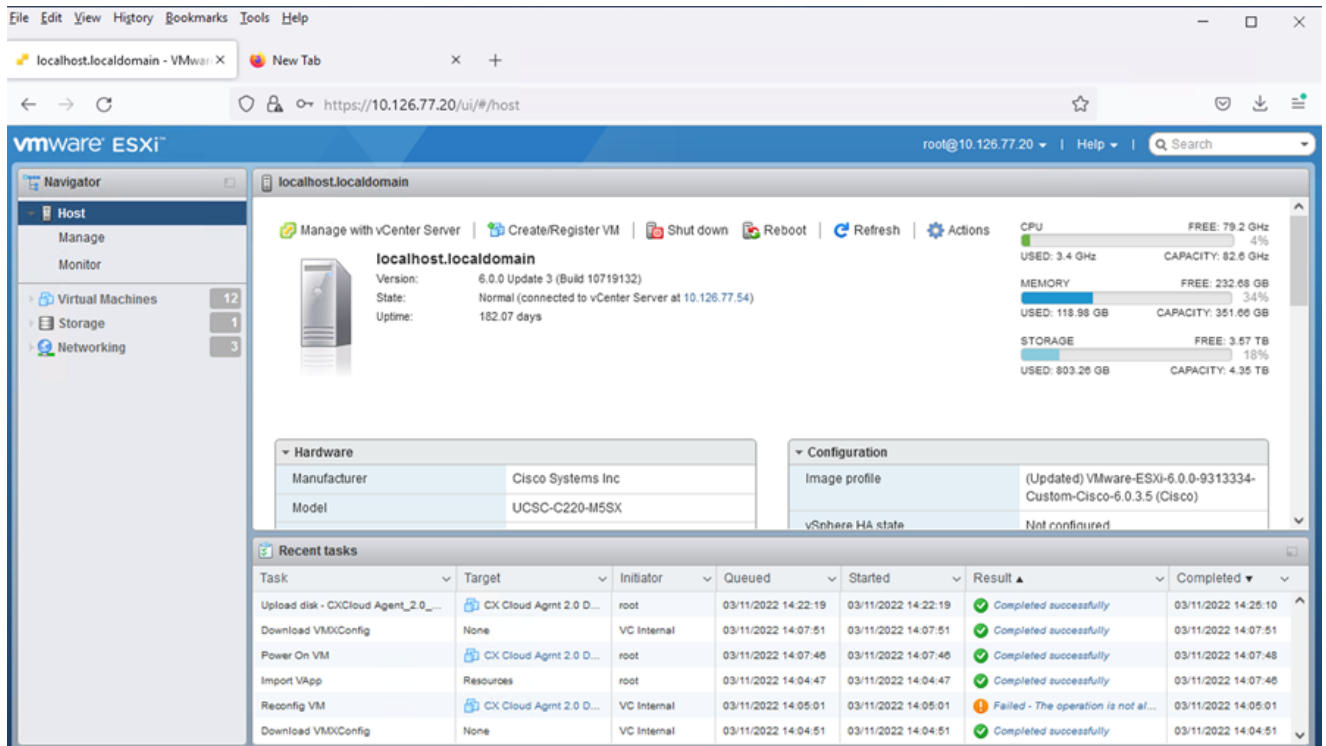 File Edit View History Bookmarks Tools Help
localhost.localdomain - VMwar
New Tab
https://10.126.77.20/ui/#/host
vmware ESXi™
root@10.126.77.20 | Help | Search
Navigator
localhost.localdomain
Host
Manage
Monitor
Virtual Machines 12
Storage 1
Networking 3
Manage with vCenter Server | Create/Register VM | Shut down Reboot | Refresh | Actions
localhost.localdomain
Version: 6.0.0 Update 3 (Build 10719132)
State: Normal (connected to vCenter Server at 10.126.77.54)
Uptime: 182.07 days
CPU FREE: 79.2 GHz
4%
USED: 3.4 GHz CAPACITY: 82.6 GHz
MEMORY FREE: 232.68 GB
34%
USED: 118.98 GB CAPACITY: 351.66 GB
STORAGE FREE: 3.57 TB
18%
USED: 803.26 GB CAPACITY: 4.35 TB
Hardware
Manufacturer Cisco Systems Inc
Model UCSC-C220-M5SX
Configuration
Image profile (Updated) VMware-ESXi-6.0.0-9313334-
Custom-Cisco-6.0.3.5 (Cisco)
vSphere HA state Not configured
Recent tasks
Task Target Initiator Queued Started Result Completed
Upload disk - CXCloud Agent_2.0_... CX Cloud Agrnt 2.0 D... root 03/11/2022 14:22:19 03/11/2022 14:22:19 Completed successfully 03/11/2022 14:25:10
Download VMXConfig None VC Internal 03/11/2022 14:07:51 03/11/2022 14:07:51 Completed successfully 03/11/2022 14:07:51
Power On VM CX Cloud Agrnt 2.0 D... root 03/11/2022 14:07:46 03/11/2022 14:07:46 Completed successfully 03/11/2022 14:07:48
Import VApp Resources root 03/11/2022 14:04:47 03/11/2022 14:04:47 Completed successfully 03/11/2022 14:07:46
Reconfig VM CX Cloud Agrnt 2.0 D... VC Internal 03/11/2022 14:05:01 03/11/2022 14:05:01 Failed - The operation is not al... 03/11/2022 14:05:01
Download VMXConfig None VC Internal 03/11/2022 14:04:51 03/11/2022 14:04:51 Completed successfully 03/11/2022 14:04:51